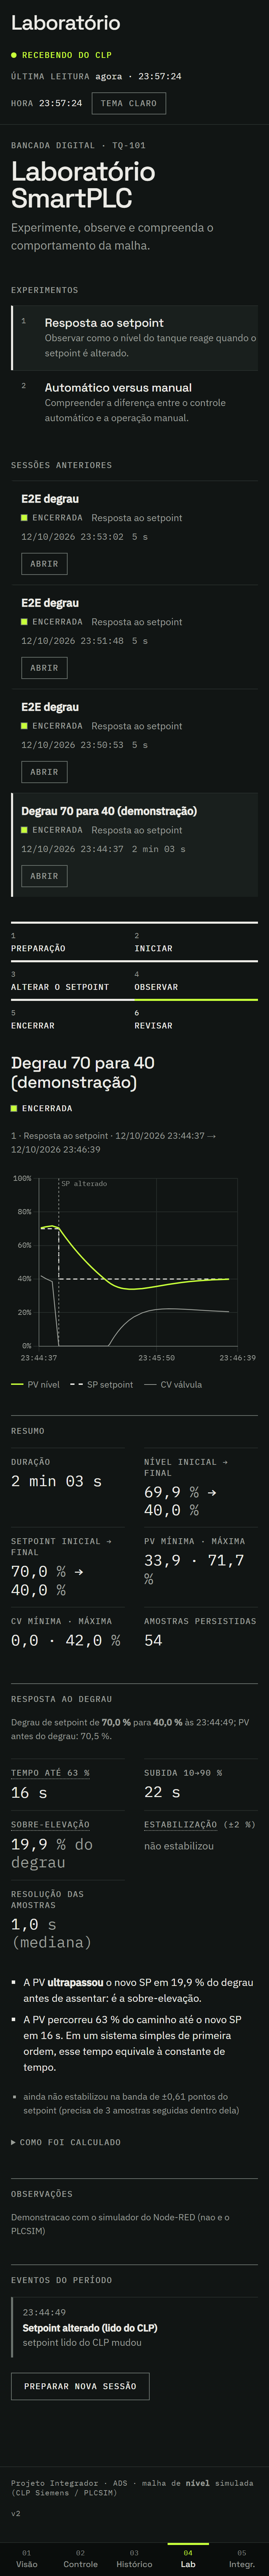 Laboratório
RECEBENDO DO CLP
ÚLTIMA LEITURA agora · 23:57:24
HORA 23:57:24 TEMA CLARO
BANCADA DIGITAL · TQ-101
Laboratório
SmartPLC
Experimente, observe e compreenda o
comportamento da malha.
EXPERIMENTOS
1 Resposta ao setpoint
Observar como o nível do tanque reage quando o
setpoint é alterado.
2 Automático versus manual
Compreender a diferença entre o controle
automático e a operação manual.
SESSÕES ANTERIORES
E2E degrau
ENCERRADA Resposta ao setpoint
12/10/2026 23:53:02 5 s
ABRIR
E2E degrau
ENCERRADA Resposta ao setpoint
12/10/2026 23:51:48 5 s
ABRIR
E2E degrau
ENCERRADA Resposta ao setpoint
12/10/2026 23:50:53 5 s
ABRIR
Degrau 70 para 40 (demonstração)
ENCERRADA Resposta ao setpoint
12/10/2026 23:44:37 2 min 03 s
ABRIR
1 2
PREPARAÇÃO INICIAR
3 4
ALTERAR O SETPOINT OBSERVAR
5 6
ENCERRAR REVISAR
Degrau 70 para 40
(demonstração)
ENCERRADA
1 · Resposta ao setpoint · 12/10/2026 23:44:37 →
12/10/2026 23:46:39
100%
SP alterado
80%
60%
40%
20%
0%
23:44:37 23:45:50 23:46:39
PV nível SP setpoint CV válvula
RESUMO
DURAÇÃO
2 min 03 s
NÍVEL INICIAL →
FINAL
69,9 % →
40,0 %
SETPOINT INICIAL →
FINAL
70,0 % →
40,0 %
PV MÍNIMA · MÁXIMA
33,9 · 71,7
%
CV MÍNIMA · MÁXIMA
0,0 · 42,0 %
AMOSTRAS PERSISTIDAS
54
RESPOSTA AO DEGRAU
Degrau de setpoint de 70,0 % para 40,0 % às 23:44:49; PV
antes do degrau: 70,5 %.
TEMPO ATÉ 63 %
16 s
SUBIDA 10→90 %
22 s
SOBRE-ELEVAÇÃO
19,9 % do
degrau
ESTABILIZAÇÃO (±2 %)
não estabilizou
RESOLUÇÃO DAS
AMOSTRAS
1,0 s
(mediana)
A PV ultrapassou o novo SP em 19,9 % do degrau
antes de assentar: é a sobre-elevação.
A PV percorreu 63 % do caminho até o novo SP
em 16 s. Em um sistema simples de primeira
ordem, esse tempo equivale à constante de
tempo.
ainda não estabilizou na banda de ±0,61 pontos do
setpoint (precisa de 3 amostras seguidas dentro dela)
COMO FOI CALCULADO
OBSERVAÇÕES
Demonstracao com o simulador do Node-RED (nao e o
PLCSIM)
EVENTOS DO PERÍODO
23:44:49
Setpoint alterado (lido do CLP)
setpoint lido do CLP mudou
PREPARAR NOVA SESSÃO
Projeto Integrador · ADS · malha de nível simulada
(CLP Siemens / PLCSIM)
v2
01 02 03 04 05
Visão Controle Histórico Lab Integr.